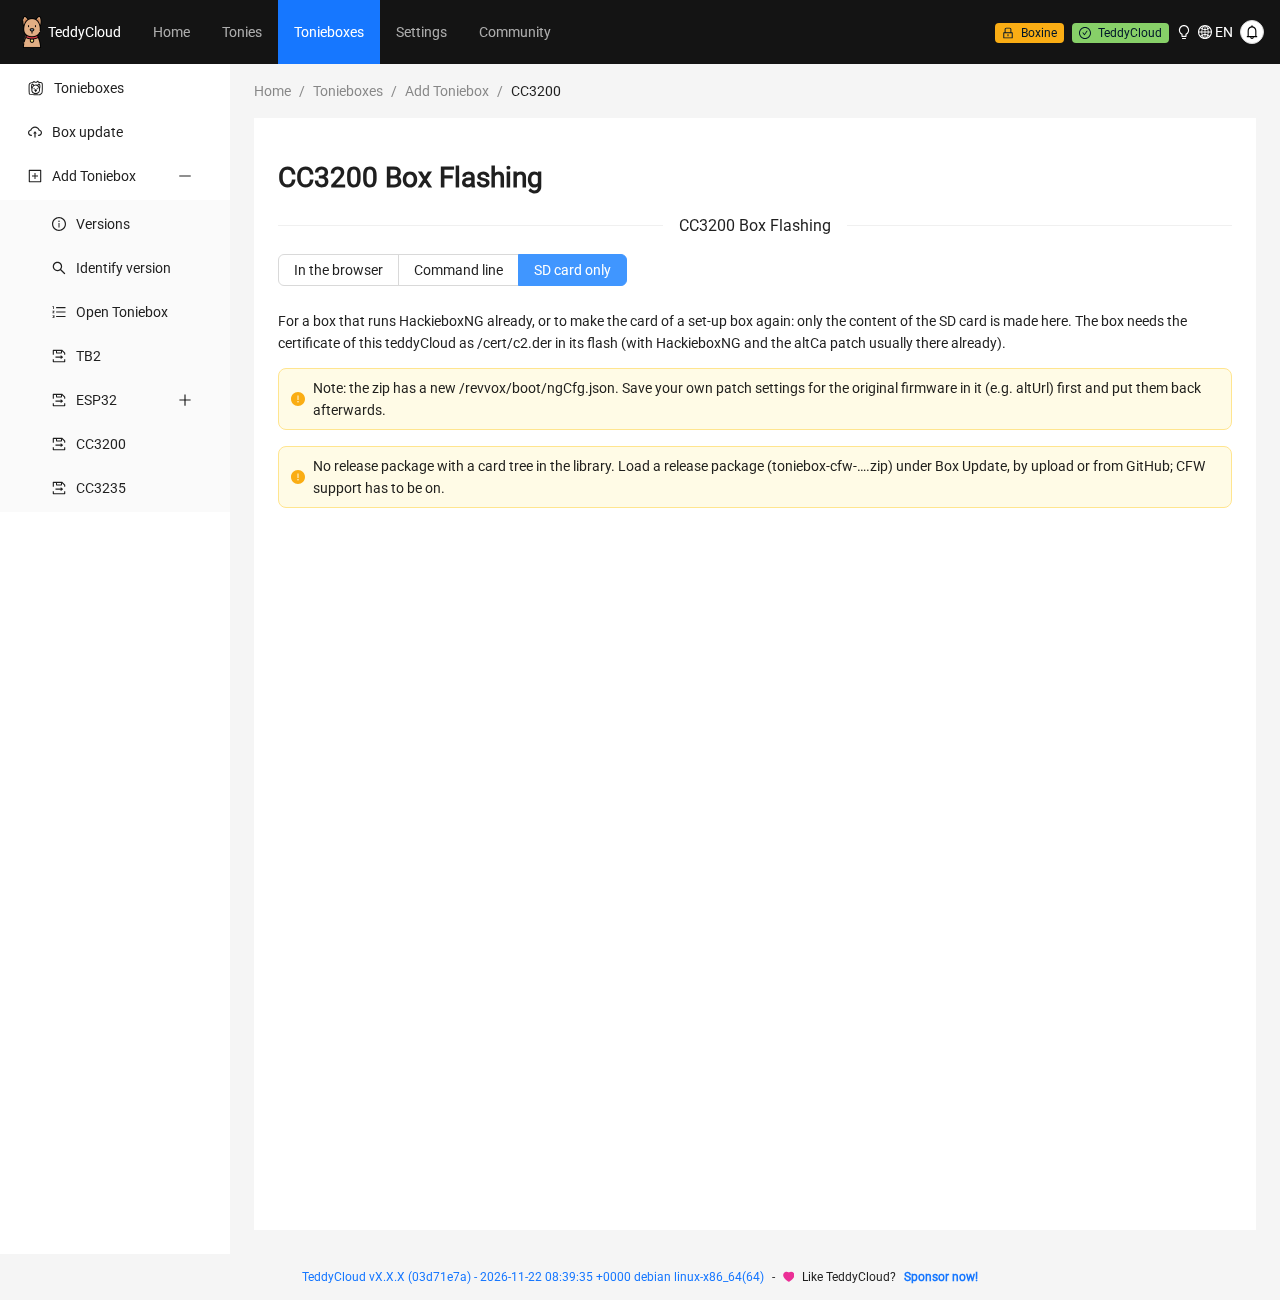 TeddyCloud
Home
Tonies
Tonieboxes
Settings
Community
Boxine
TeddyCloud
EN
Tonieboxes
Box update
Add Toniebox
Versions
Identify version
Open Toniebox
TB2
ESP32
CC3200
CC3235
Home / Tonieboxes / Add Toniebox / CC3200
CC3200 Box Flashing
CC3200 Box Flashing
In the browser
Command line
SD card only
For a box that runs HackieboxNG already, or to make the card of a set-up box again: only the content of the SD card is made here. The box needs the
certificate of this teddyCloud as /cert/c2.der in its flash (with HackieboxNG and the altCa patch usually there already).
Note: the zip has a new /revvox/boot/ngCfg.json. Save your own patch settings for the original firmware in it (e.g. altUrl) first and put them back
afterwards.
No release package with a card tree in the library. Load a release package (toniebox-cfw-….zip) under Box Update, by upload or from GitHub; CFW
support has to be on.
TeddyCloud vX.X.X (03d71e7a) - 2026-11-22 08:39:35 +0000 debian linux-x86_64(64) - Like TeddyCloud? Sponsor now!